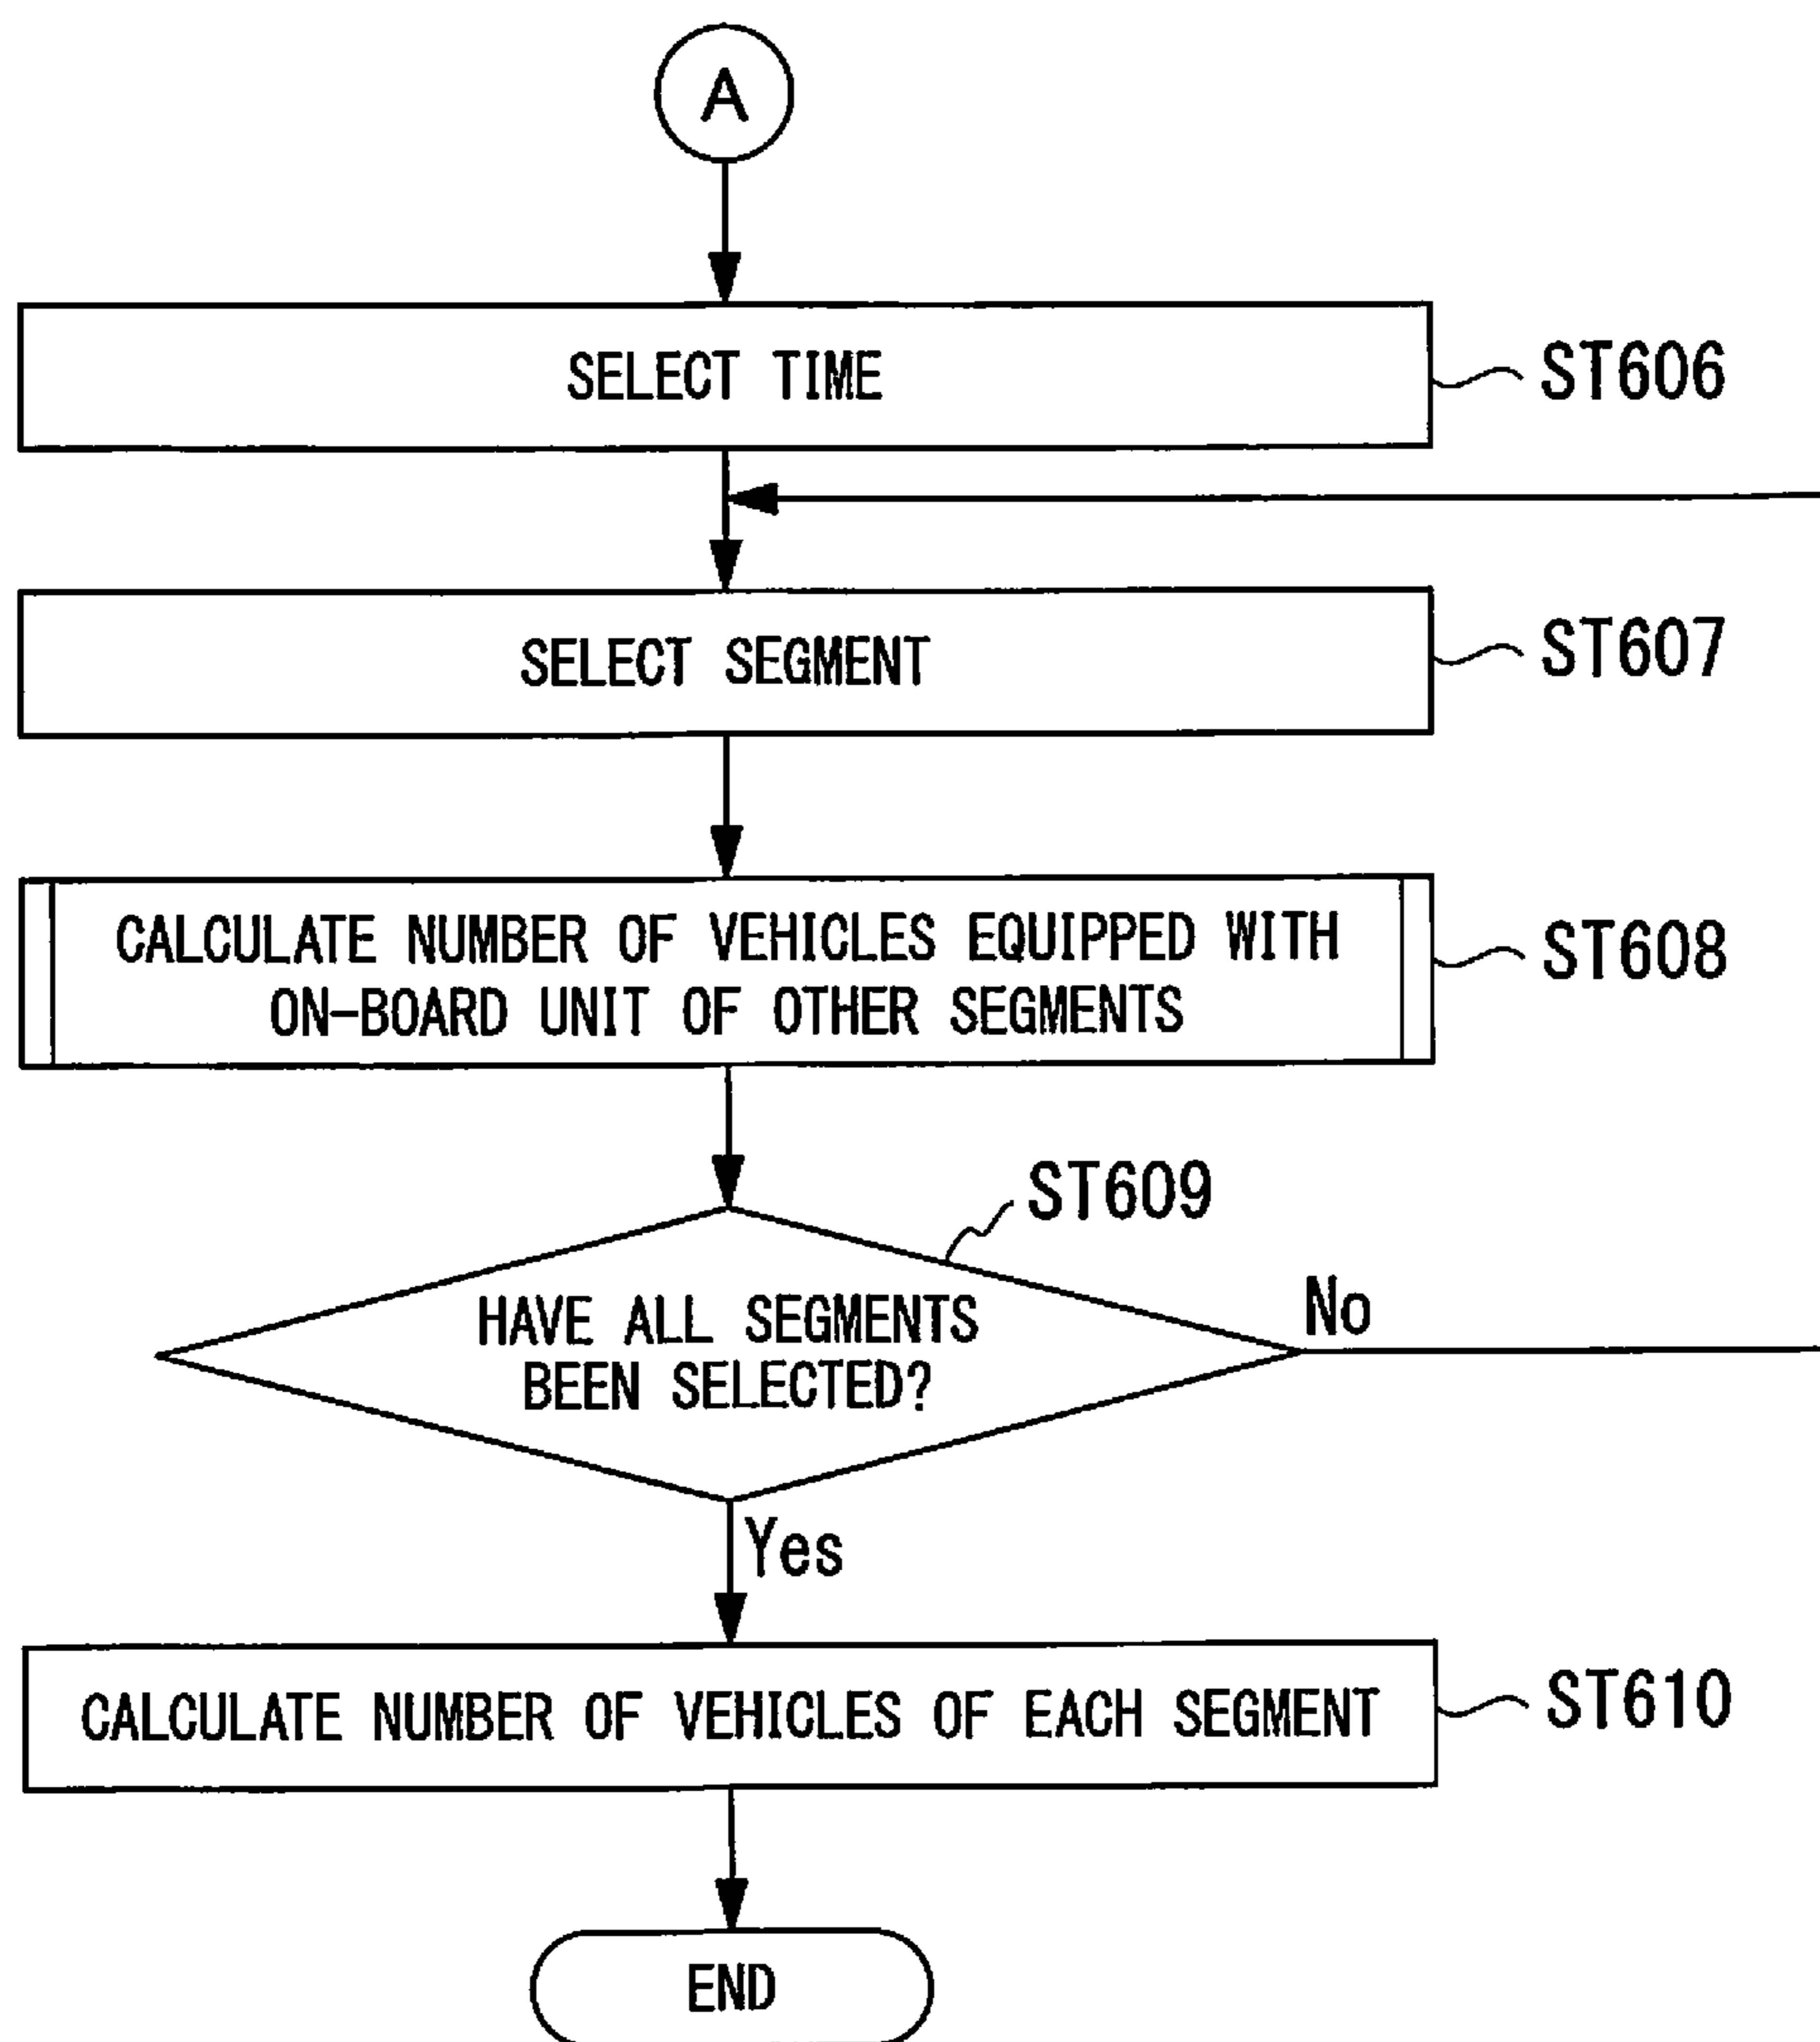 A
SELECT TIME
ST606
SELECT SEGMENT
ST607
CALCULATE NUMBER OF VEHICLES EQUIPPED WITH
ON-BOARD UNIT OF OTHER SEGMENTS
ST608
ST609
HAVE ALL SEGMENTS
BEEN SELECTED?
No
Yes
CALCULATE NUMBER OF VEHICLES OF EACH SEGMENT
ST610
END